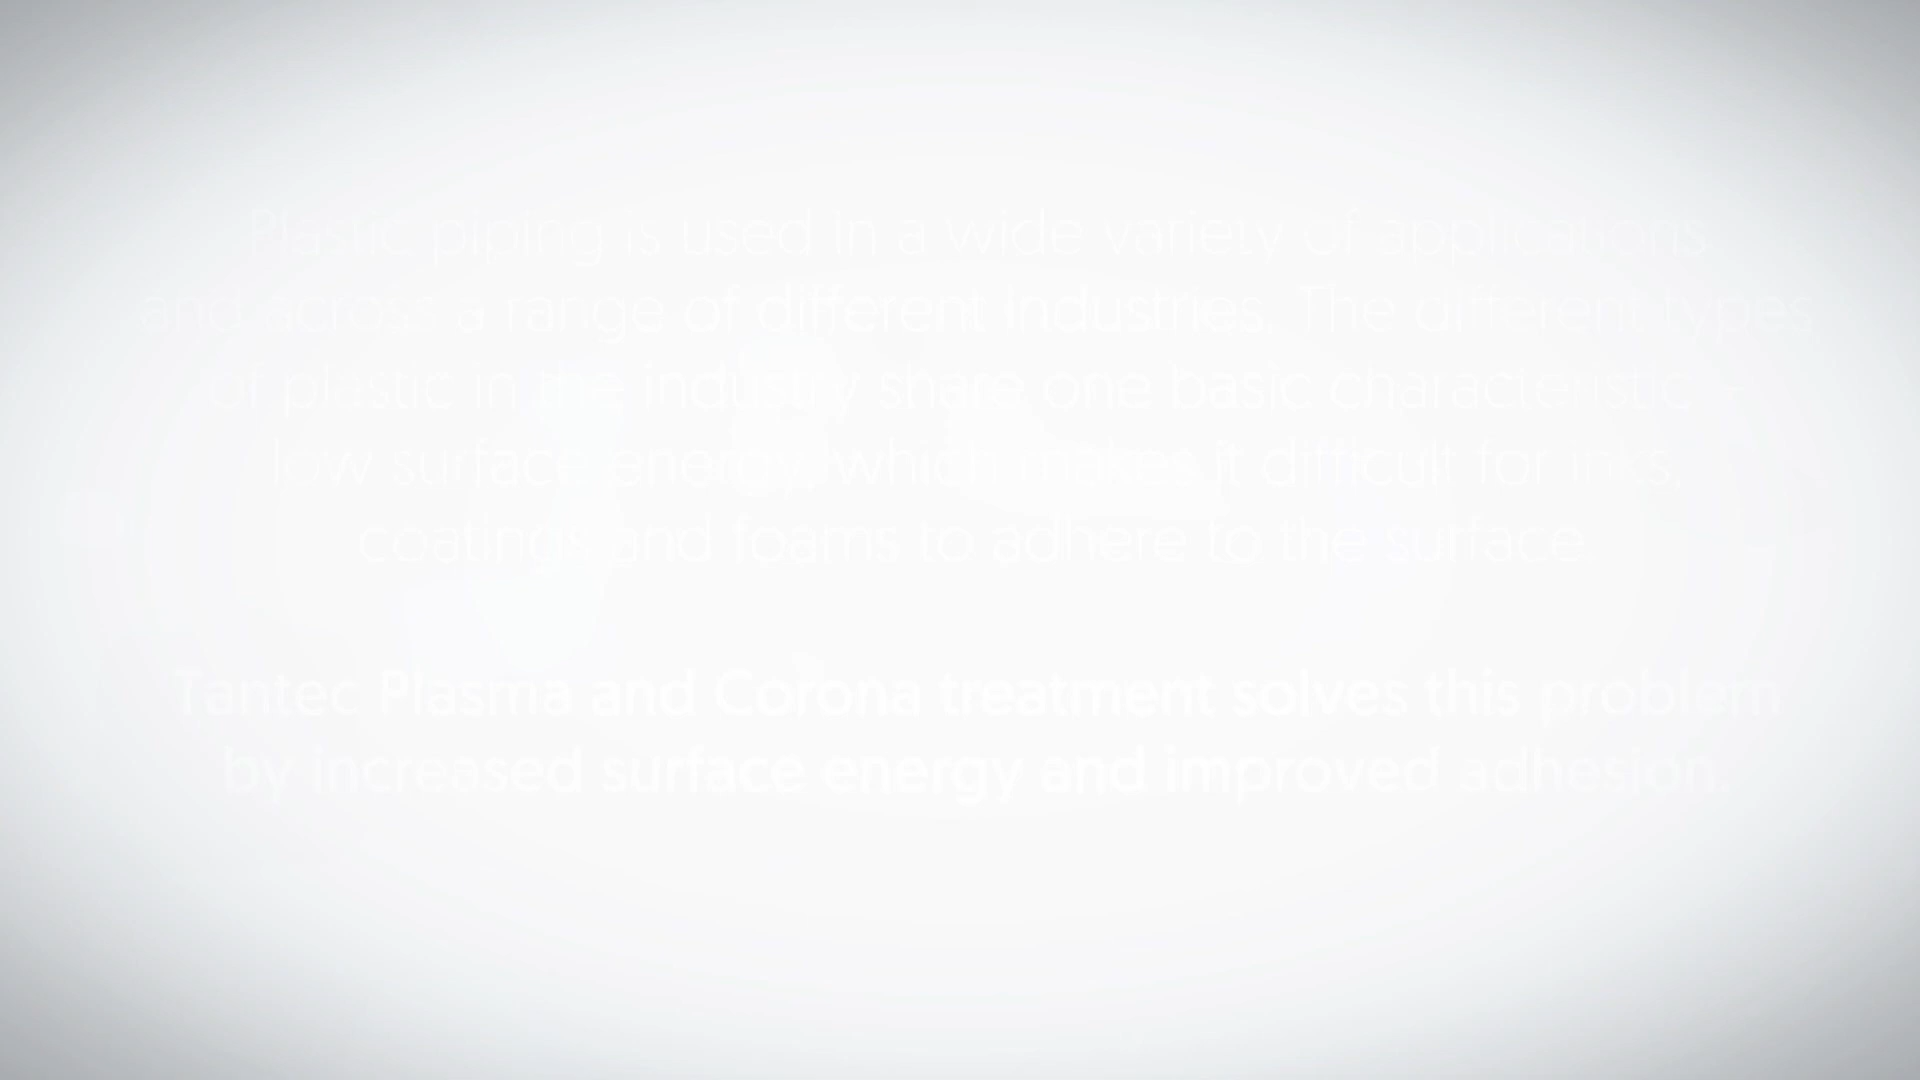 Plastic piping is used in a wide variety of applications
and across a range of different industries. The different types
of plastic in the industry share one basic characteristic -
low surface energy, which makes it difficult for inks,
coatings and foams to adhere to the surface
Tantec Plasma and Corona treatment solves this problem
by increased surface energy and improved adhesion.